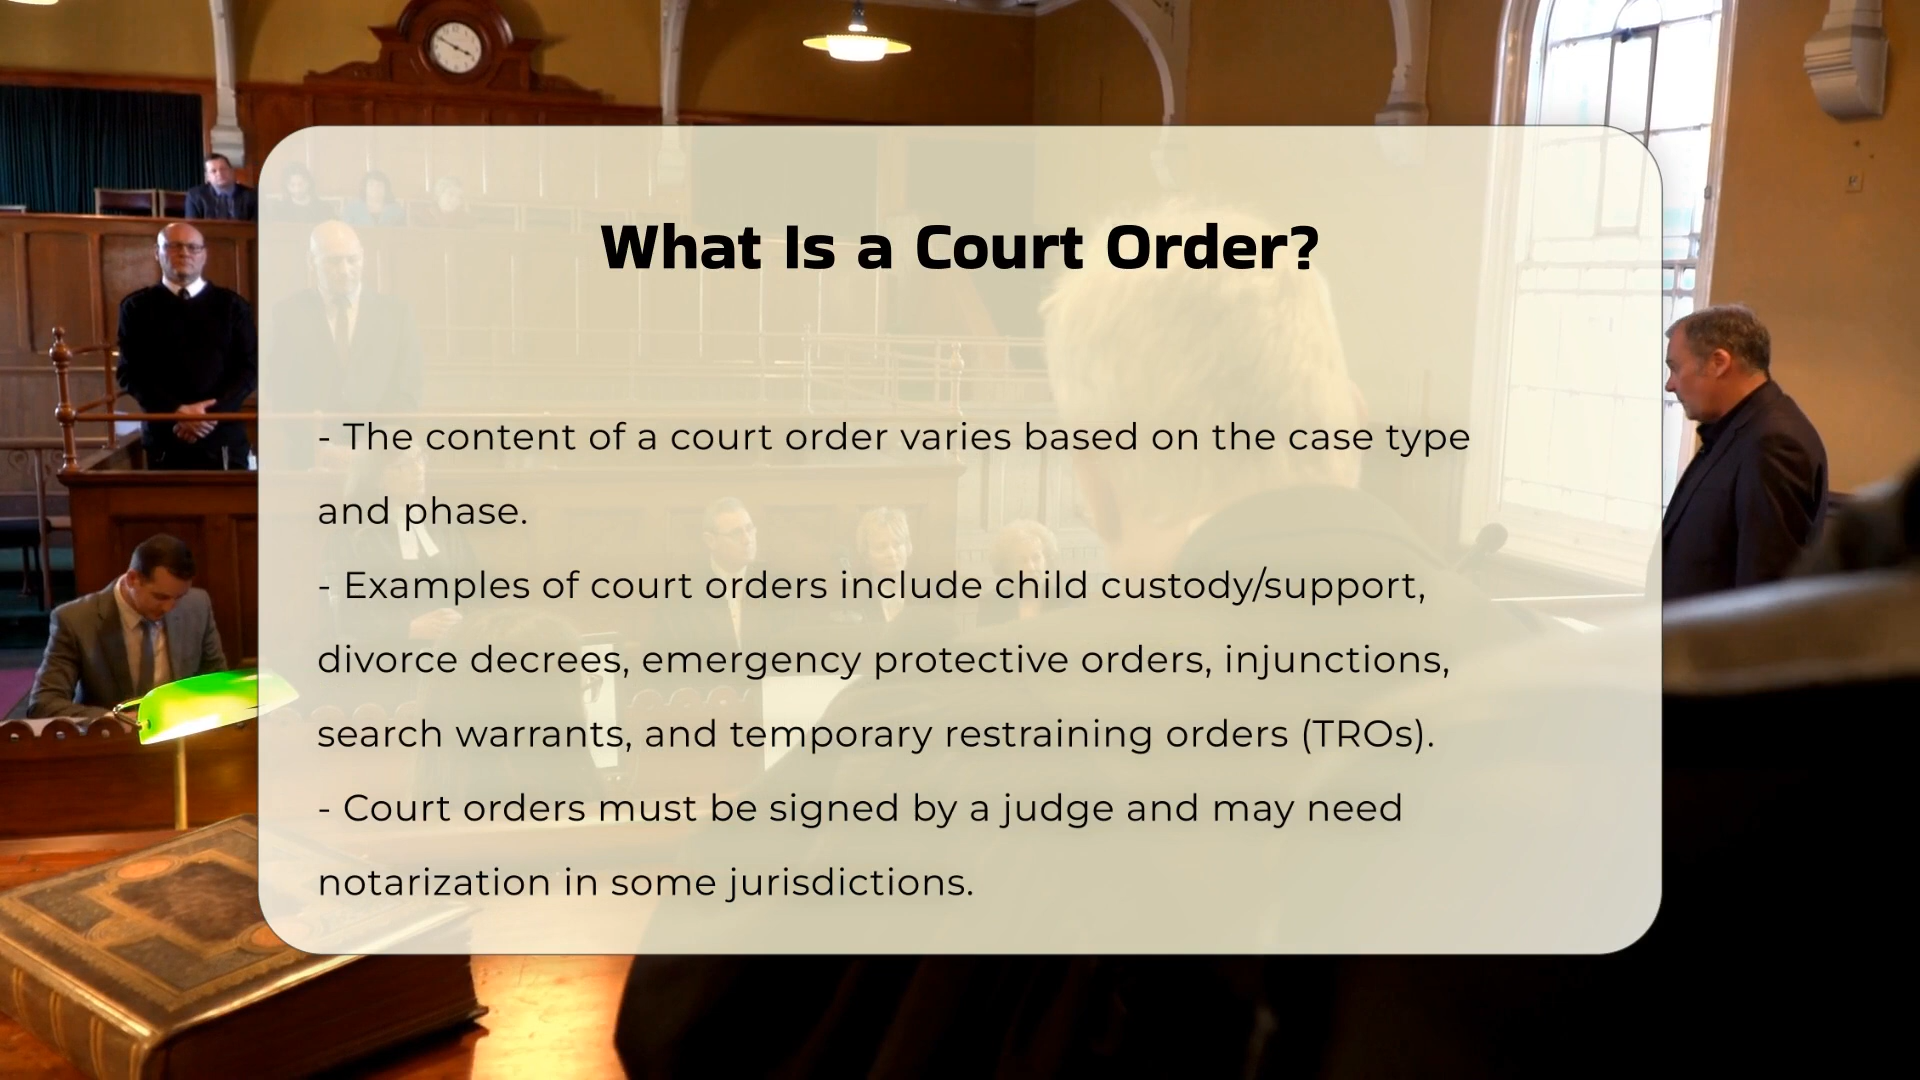 What Is a Court Order?
- The content of a court order varies based on the case type
and phase.
- Examples of court orders include child custody/support,
divorce decrees, emergency protective orders, injunctions,
search warrants, and temporary restraining orders (TROs).
- Court orders must be signed by a judge and may need
notarization in some jurisdictions.